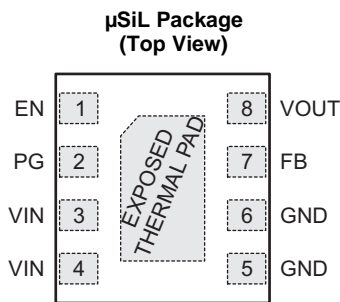 µSiL Package
(Top View)
EN 1 8 VOUT
PG 2 7 FB
VIN 3 6 GND
VIN 4 5 GND
EXPOSED
THERMAL PAD